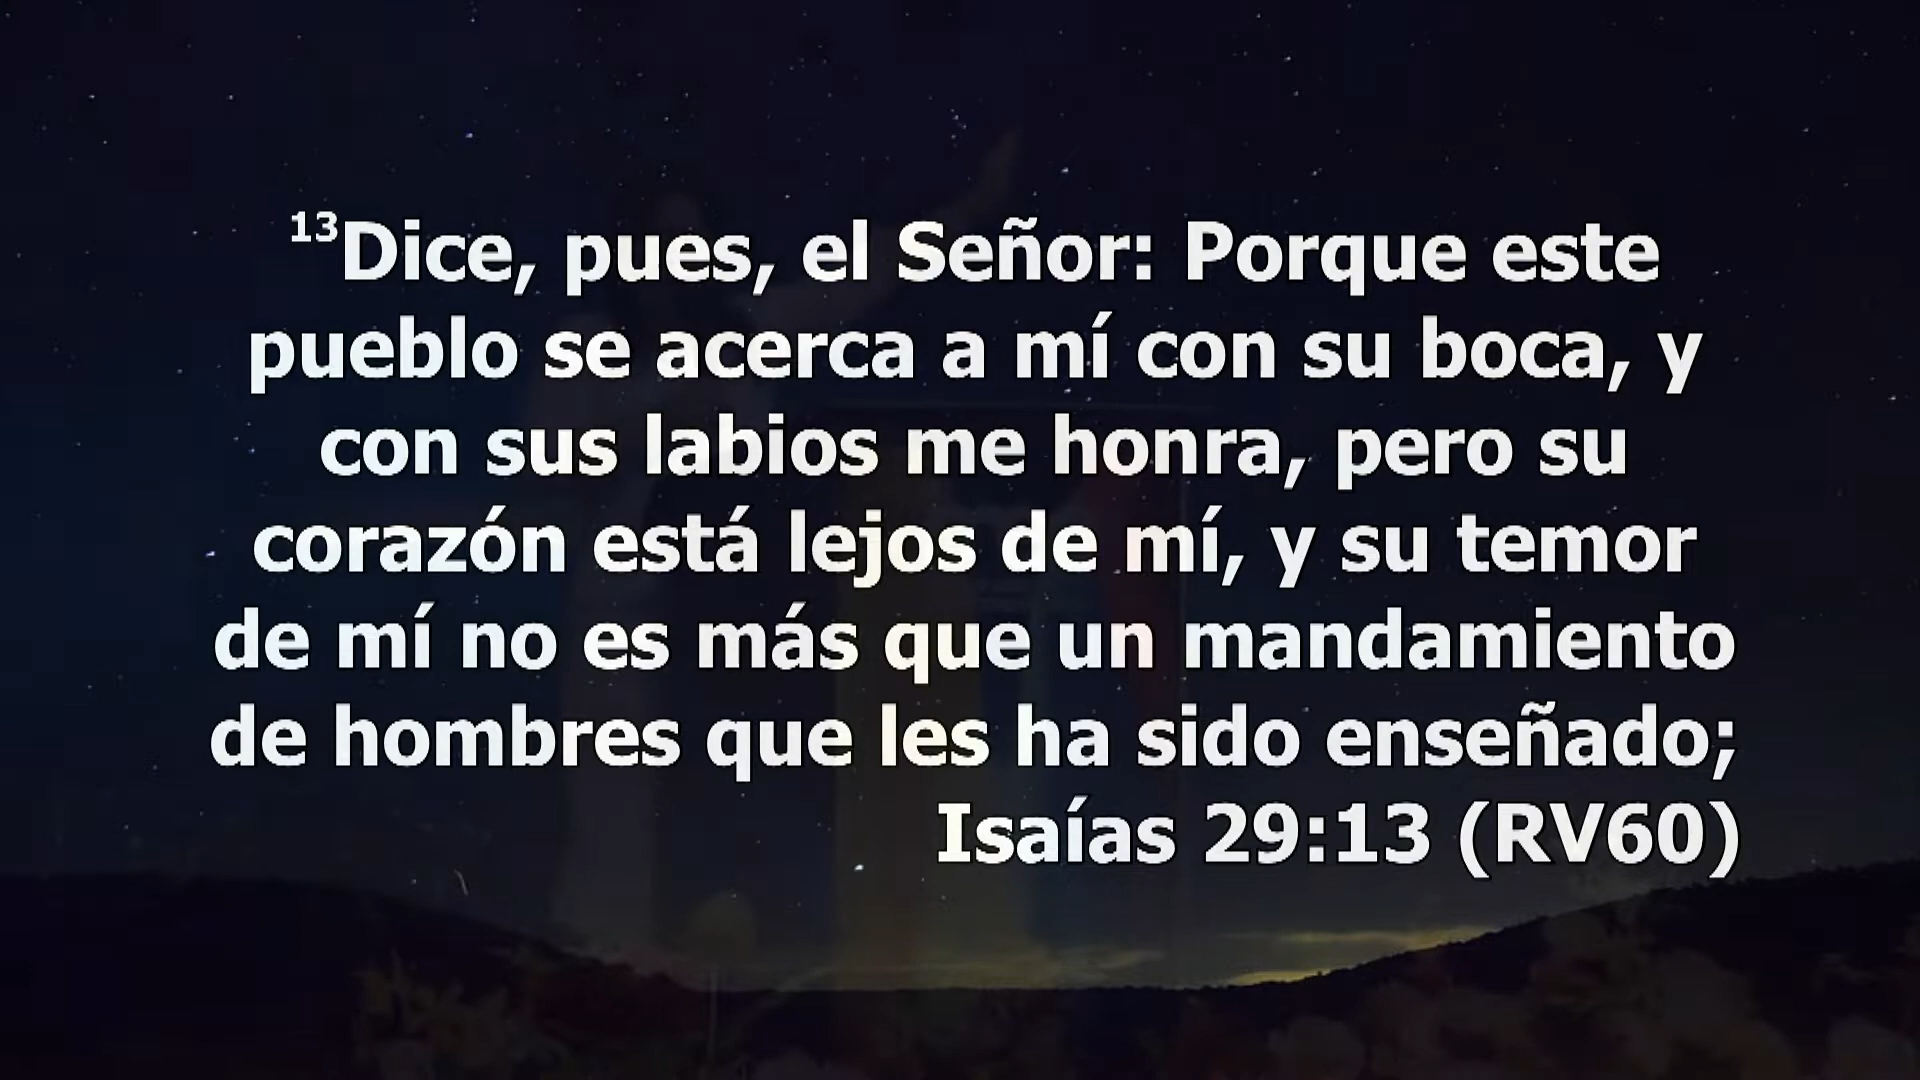 13Dice, pues, el Señor: Porque este
pueblo se acerca a mí con su boca, y
con sus labios me honra, pero su
corazón está lejos de mí, y su temor
de mí no es más que un mandamiento
de hombres que les ha sido enseñado;
Isaías 29:13 (RV60)